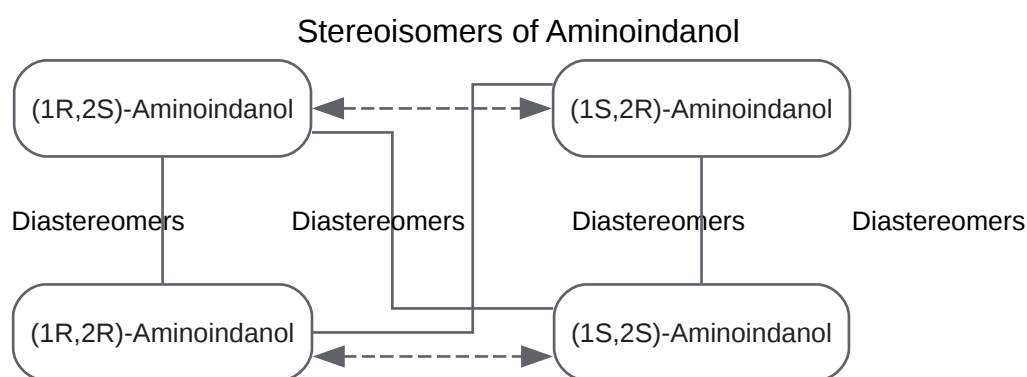 Stereoisomers of Aminoindanol
(1R,2S)-Aminoindanol
(1S,2R)-Aminoindanol
Diastereomers
Diastereomers
Diastereomers
Diastereomers
(1R,2R)-Aminoindanol
(1S,2S)-Aminoindanol